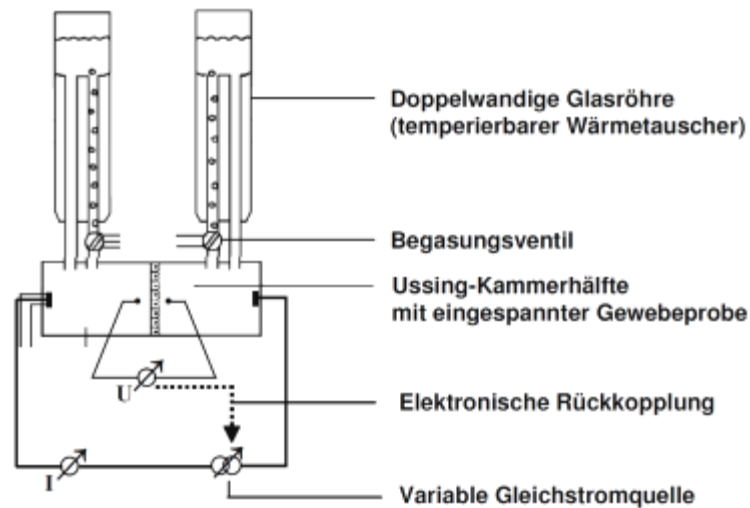 Doppelwandige Glasröhre
(temperierbarer Wärmetauscher)
Begasungsventil
Ussing-Kammerhälfte
mit eingespannter Gewebeprobe
U
Elektronische Rückkopplung
I
Variable Gleichstromquelle